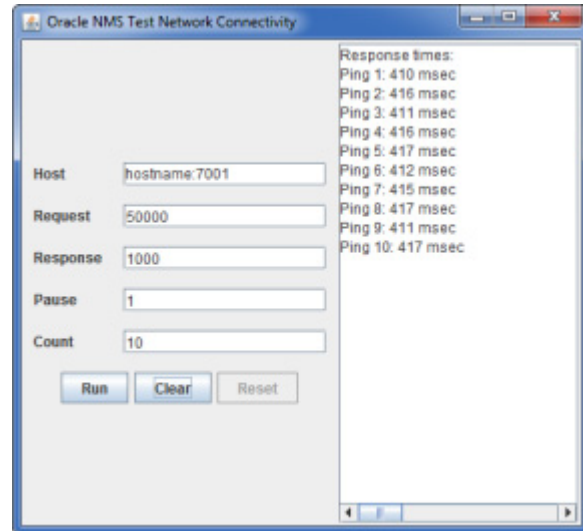 Oracle NMS Test Network Connectivity
Host
hostname:7001
Request
50000
Response
1000
Pause
1
Count
10
Run
Clear
Reset
Response times:
Ping 1: 410 msec
Ping 2: 416 msec
Ping 3: 411 msec
Ping 4: 416 msec
Ping 5: 417 msec
Ping 6: 412 msec
Ping 7: 415 msec
Ping 8: 417 msec
Ping 9: 411 msec
Ping 10: 417 msec